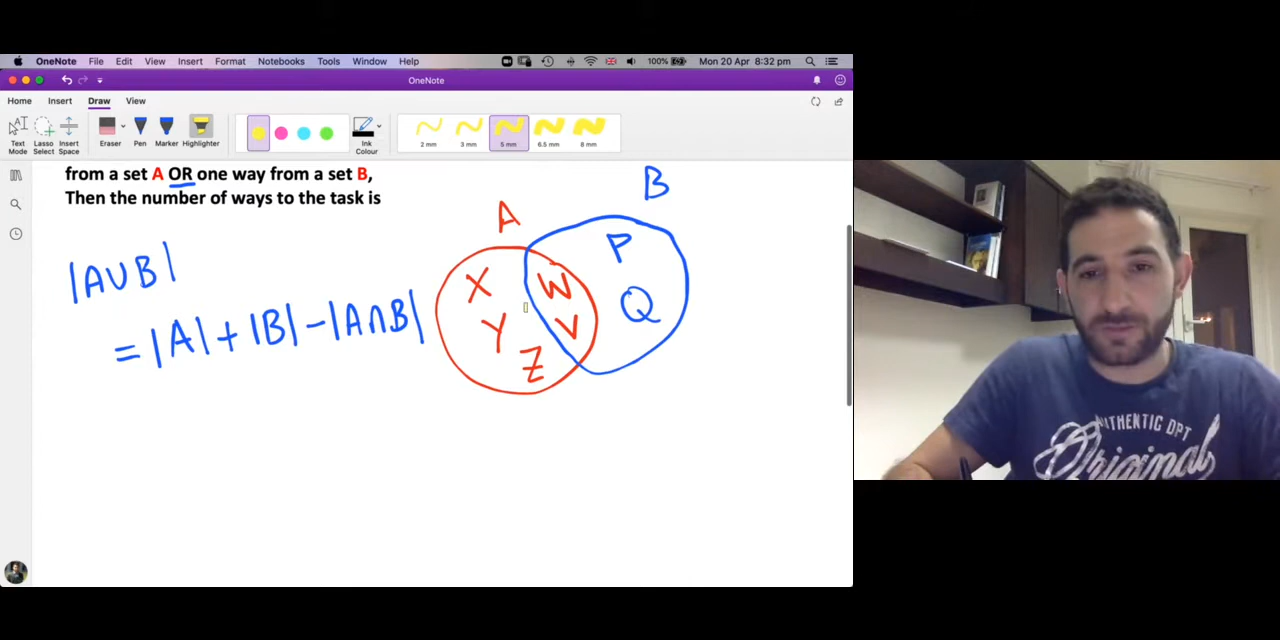 OneNote File Edit View Insert Format Notebooks Tools Window Help 100% Mon 20 Apr 8:32 pm
OneNote
Home Insert Draw View
Text Mode Lasso Select Insert Space Eraser Pen Marker Highlighter Ink Colour 2 mm 3 mm 5 mm 6.5 mm 8 mm
from a set A OR one way from a set B,
Then the number of ways to the task is
A
B
|A∪B|
= |A| + |B| - |A∩B|
X W P
Y V Q
Z
AUTHENTIC DPT
Original